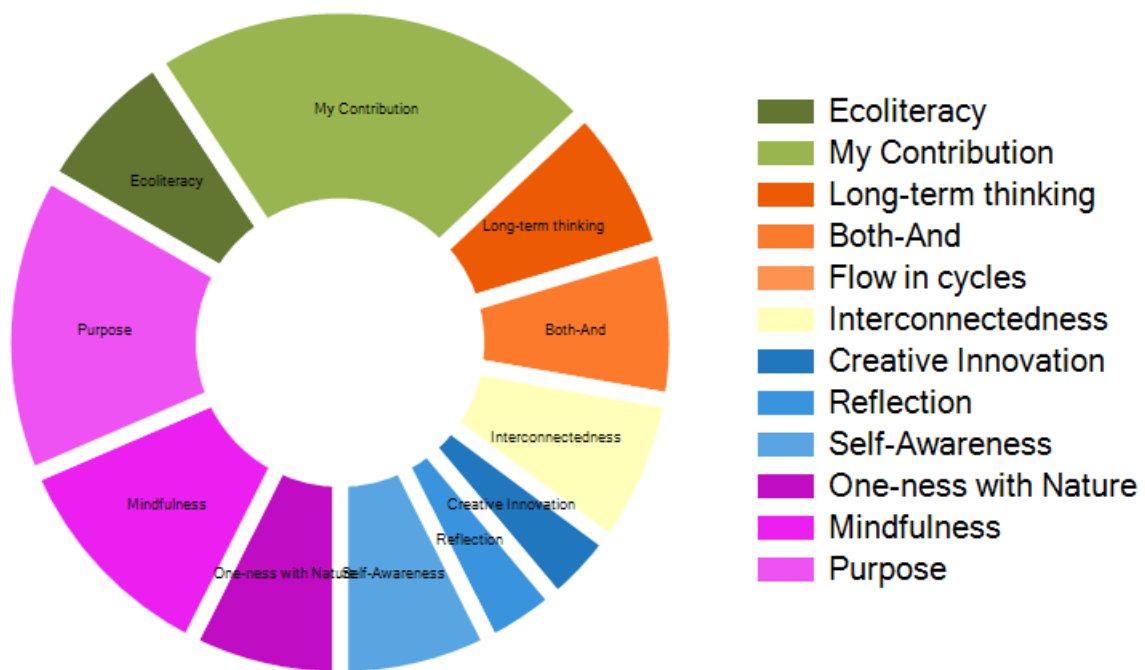 My Contribution
Ecoliteracy
Long-term thinking
Purpose
Both-And
Interconnectedness
Mindfulness
Creative Innovation
Reflection
One-ness with Nature
Self-Awareness
Ecoliteracy
My Contribution
Long-term thinking
Both-And
Flow in cycles
Interconnectedness
Creative Innovation
Reflection
Self-Awareness
One-ness with Nature
Mindfulness
Purpose